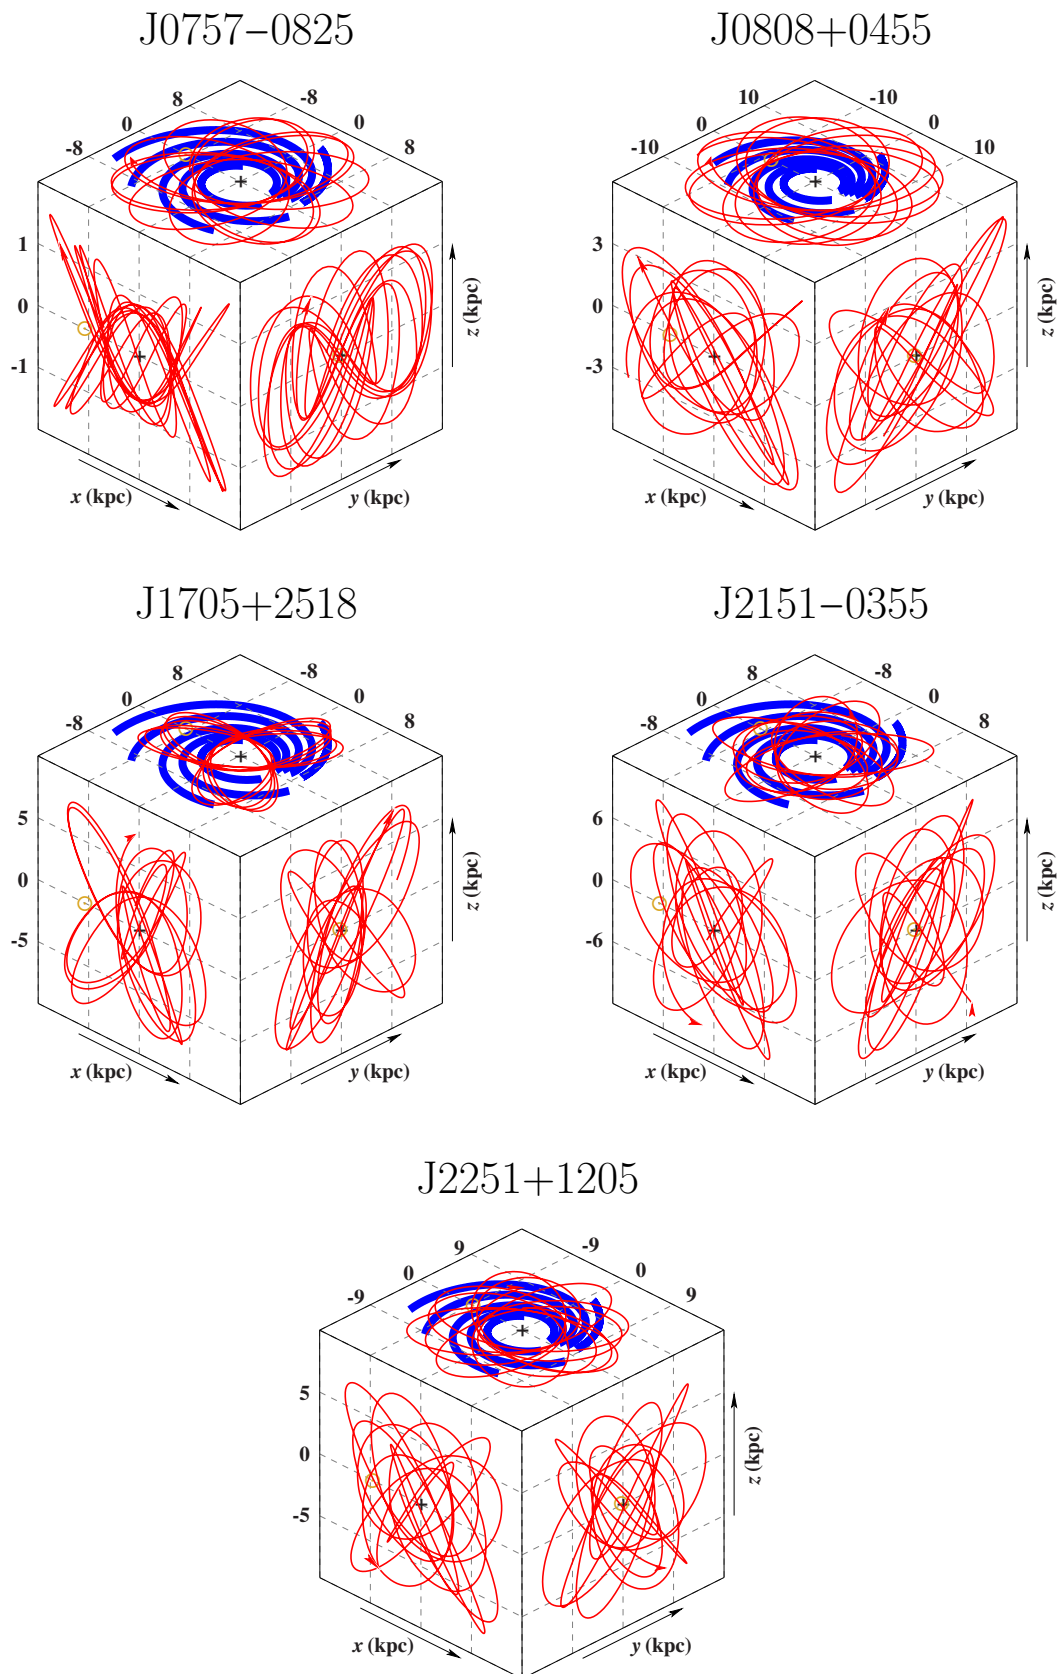 J0757−0825 J0808+0455
8 -8 10 -10
0 0 0 0
-8 8 -10 10
1 3
0 0
-1 -3
z (kpc) z (kpc)
x (kpc) y (kpc) x (kpc) y (kpc)
J1705+2518 J2151−0355
8 -8 8 -8
0 0 0 0
-8 8 -8 8
5 6
0 0
-5 -6
z (kpc) z (kpc)
x (kpc) y (kpc) x (kpc) y (kpc)
J2251+1205
9 -9
0 0
-9 9
5
0
-5
z (kpc)
x (kpc) y (kpc)